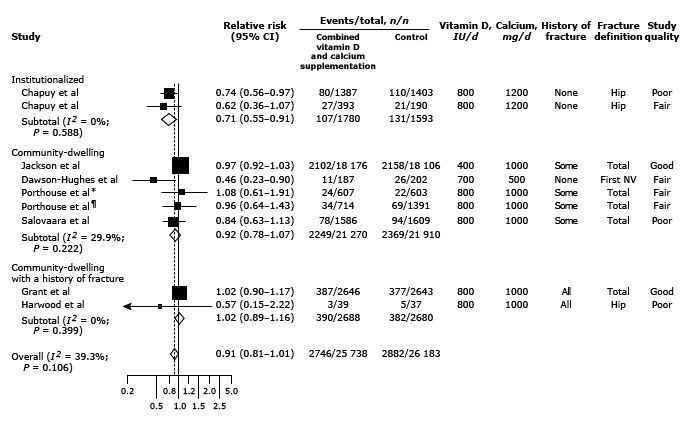 Study Relative risk (95% CI) Events/total, n/n Combined vitamin D and calcium supplementation Control Vitamin D, IU/d Calcium, mg/d History of fracture Fracture definition Study quality
Institutionalized
Chapuy et al 0.74 (0.56–0.97) 80/1387 110/1403 800 1200 None Hip Poor
Chapuy et al 0.62 (0.36–1.07) 27/393 21/190 800 1200 None Hip Fair
Subtotal (I² = 0%; 0.71 (0.55–0.91) 107/1780 131/1593
P = 0.588)
Community-dwelling
Jackson et al 0.97 (0.92–1.03) 2102/18 176 2158/18 106 400 1000 Some Total Good
Dawson-Hughes et al 0.46 (0.23–0.90) 11/187 26/202 700 500 None First NV Fair
Porthouse et al* 1.08 (0.61–1.91) 24/607 22/603 800 1000 Some Total Fair
Porthouse et al¶ 0.96 (0.64–1.43) 34/714 69/1391 800 1000 Some Total Fair
Salovaara et al 0.84 (0.63–1.13) 78/1586 94/1609 800 1000 Some Total Poor
Subtotal (I² = 29.9%; 0.92 (0.78–1.07) 2249/21 270 2369/21 910
P = 0.222)
Community-dwelling
with a history of fracture
Grant et al 1.02 (0.90–1.17) 387/2646 377/2643 800 1000 All Total Good
Harwood et al 0.57 (0.15–2.22) 3/39 5/37 800 1000 All Hip Poor
Subtotal (I² = 0%; 1.02 (0.89–1.16) 390/2688 382/2680
P = 0.399)
Overall (I² = 39.3%; 0.91 (0.81–1.01) 2746/25 738 2882/26 183
P = 0.106)
0.2 0.8 1.2 2.0 5.0
0.5 1.0 1.5 2.5